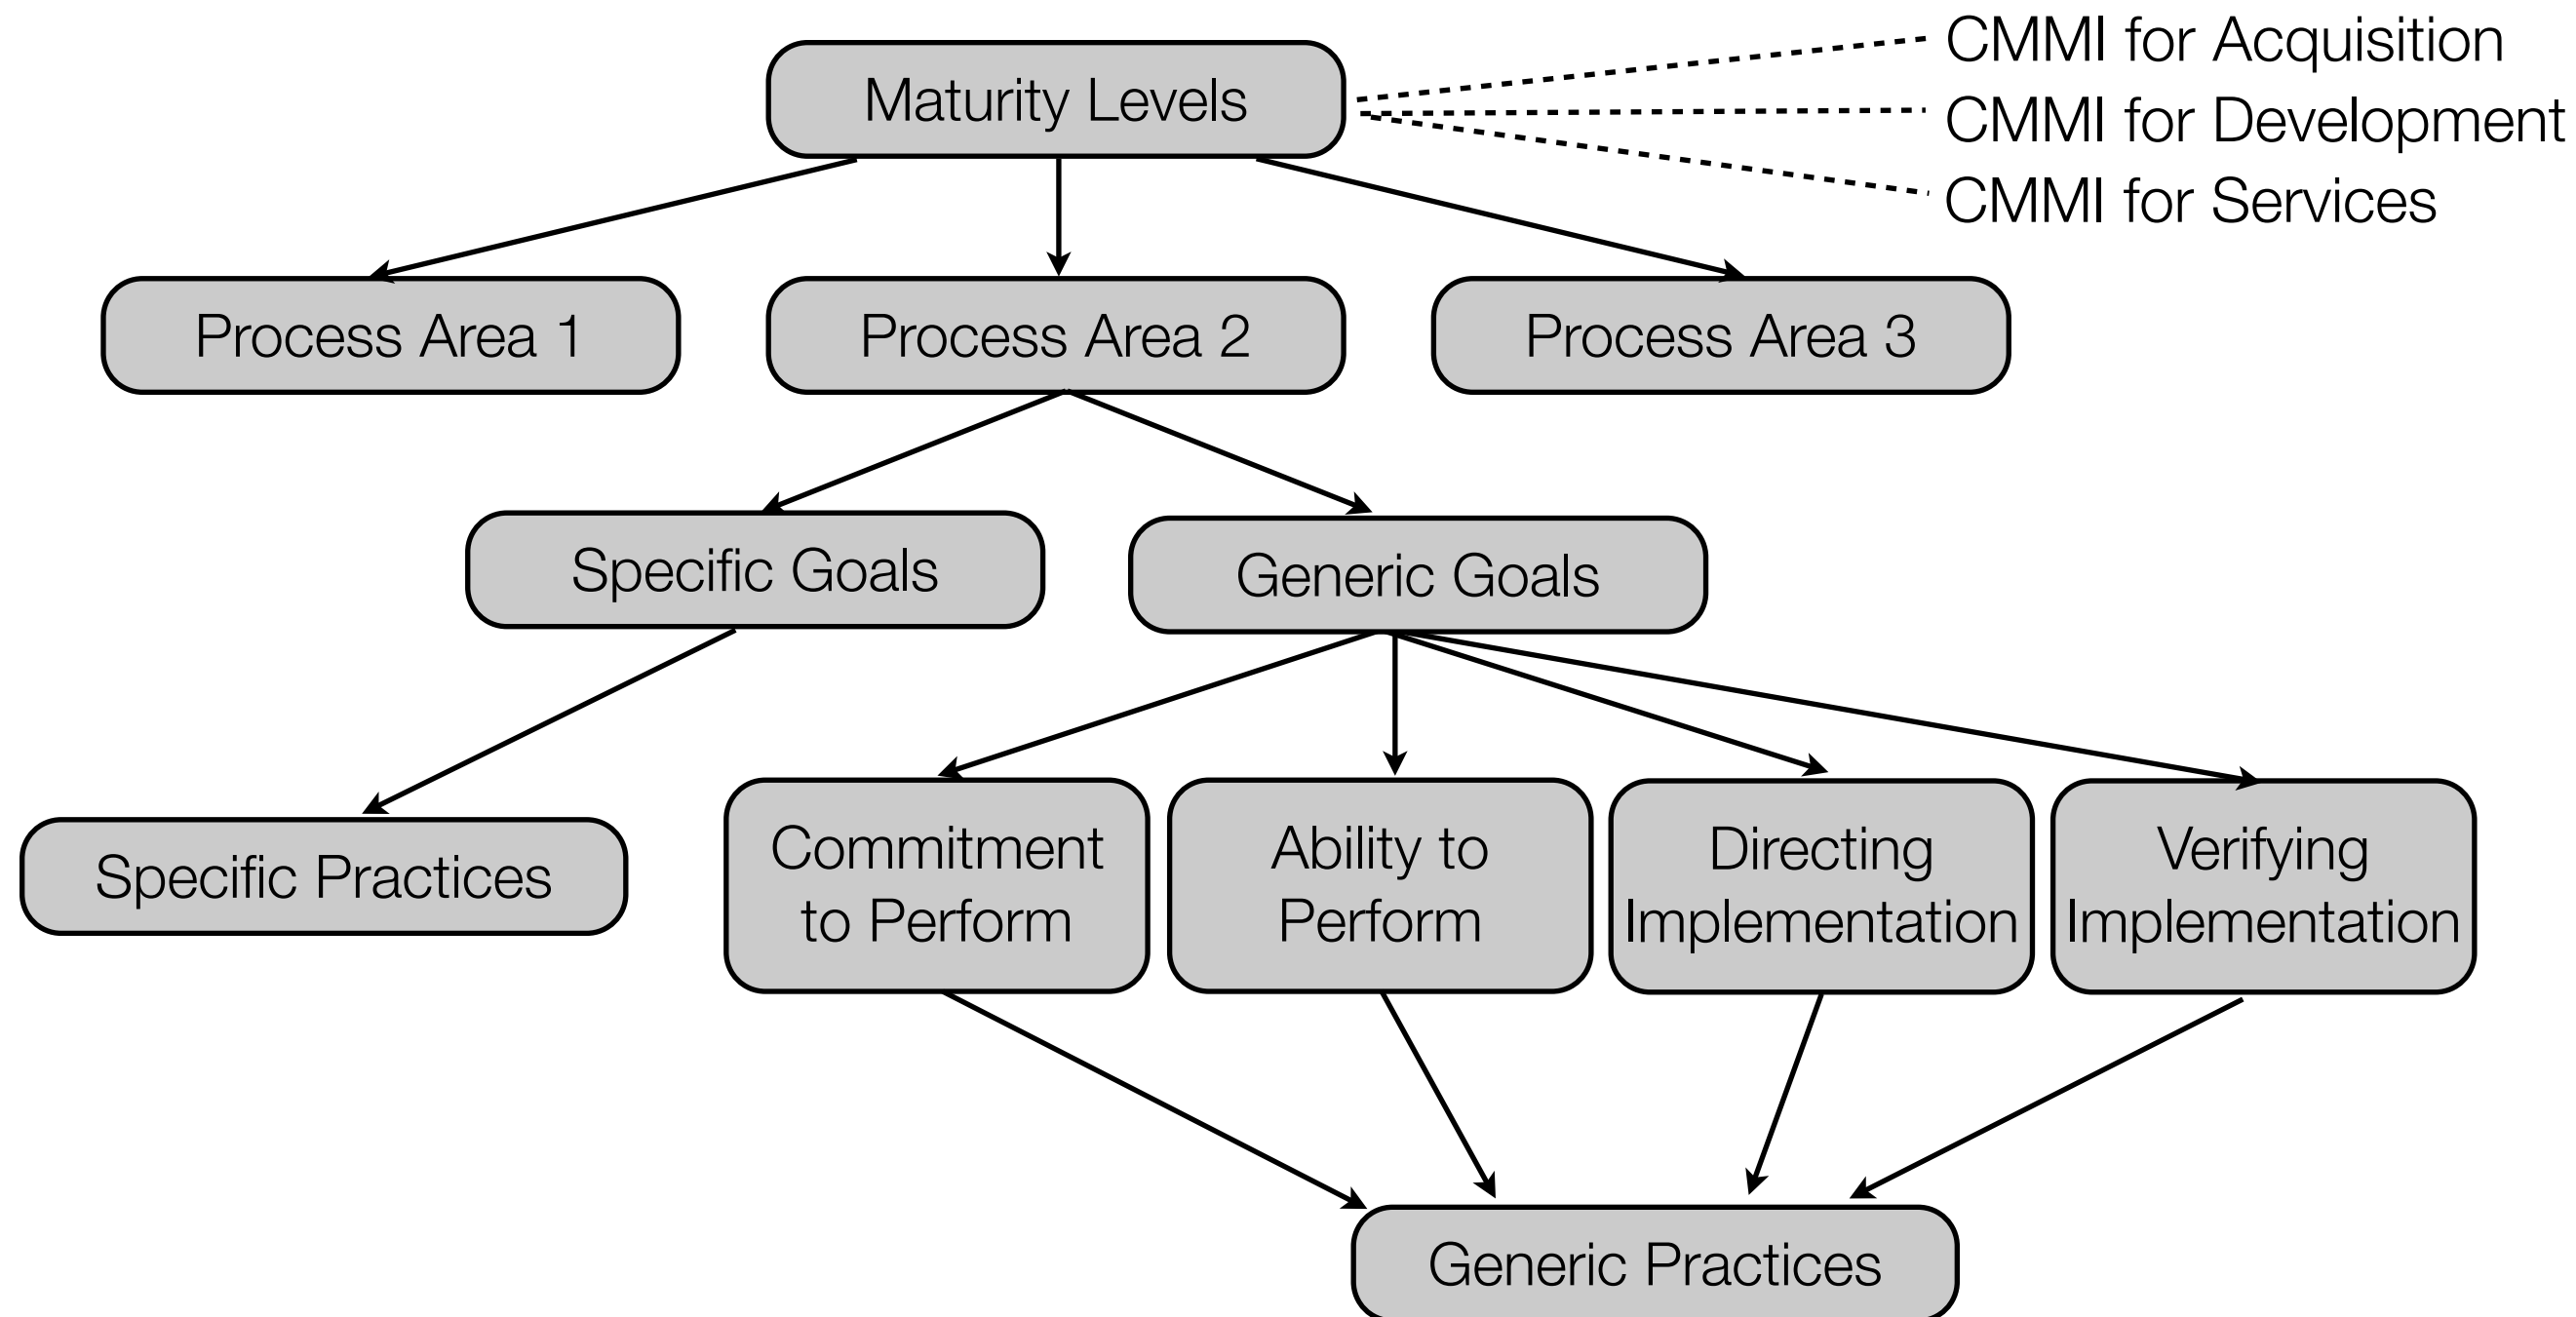 Maturity Levels
CMMI for Acquisition
CMMI for Development
CMMI for Services
Process Area 1
Process Area 2
Process Area 3
Specific Goals
Generic Goals
Specific Practices
Commitment
to Perform
Ability to
Perform
Directing
Implementation
Verifying
Implementation
Generic Practices